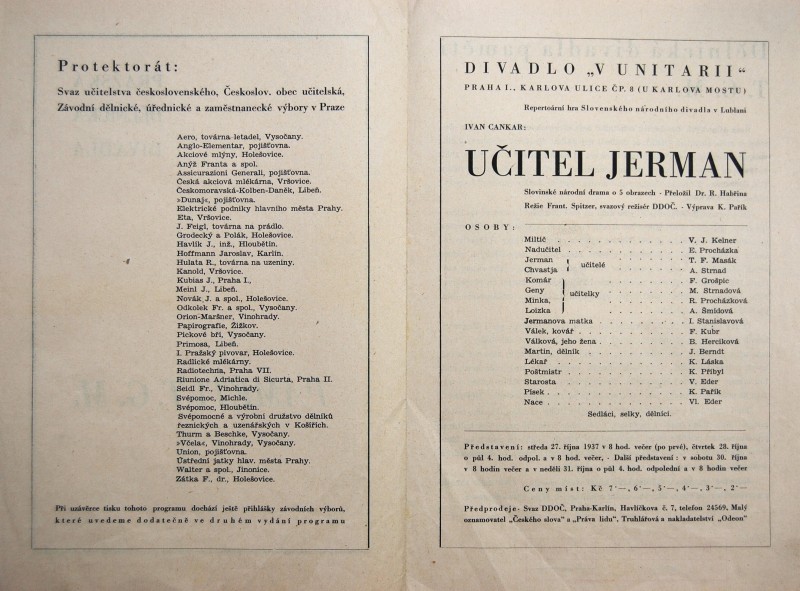 Protektorát:
Svaz učitelstva československého, Českoslov. obec učitelská,
Závodní dělnické, úřednické a zaměstnanecké výbory v Praze
Aero, továrna letadel, Vysočany.
Anglo-Elementar, pojišťovna.
Akciové mlýny, Holešovice.
Anýž Franta a spol.
Assicurazioni Generali, pojišťovna.
Česká akciová mlékárna, Vršovice.
Českomoravská-Kolben-Daněk, Libeň.
»Dunaj«, pojišťovna.
Elektrické podniky hlavního města Prahy.
Eta, Vršovice.
J. Feigl, továrna na prádlo.
Grodecký a Polák, Holešovice.
Havlík J., inž., Hloubětín.
Hoffmann Jaroslav, Karlín.
Hulata R., továrna na uzeniny.
Kanold, Vršovice.
Kubias J., Praha I.,
Meinl J., Libeň.
Novák J. a spol., Holešovice.
Odkolek Fr. a spol., Vysočany.
Orion-Maršner, Vinohrady.
Papirografie, Žižkov.
Pickové bří, Vysočany.
Primosa, Libeň.
I. Pražský pivovar, Holešovice.
Radlické mlékárny.
Radiotechna, Praha VII.
Riunione Adriatica di Sicurta, Praha II.
Seidl Fr., Vinohrady.
Svépomoc, Michle.
Svépomoc, Hloubětín.
Svépomocné a výrobní družstvo dělníků
řeznických a uzenářských v Košířích.
Thurm a Beschke, Vysočany.
»Včela«, Vinohrady, Vysočany.
Union, pojišťovna.
Ústřední jatky hlav. města Prahy.
Walter a spol., Jinonice.
Zátka F., dr., Holešovice.
Při uzávěrce tisku tohoto programu dochází ještě přihlášky závodních výborů,
které uvedeme dodatečně ve druhém vydání programu
DIVADLO „V UNITARII“
PRAHA I., KARLOVA ULICE ČP. 8 (U KARLOVA MOSTU)
Repertoární hra Slovenského národního divadla v Lublani
IVAN CANKAR:
UČITEL JERMAN
Slovinské národní drama o 5 obrazech - Přeložil Dr. R. Habřina
Režie Frant. Spitzer, svazový režisér DDOČ. - Výprava K. Pařík
OSOBY:
Miltič . . . . . . . . . . . . V. J. Kelner
Nadučitel . . . . . . . . . . . . E. Procházka
Jerman } učitelé . . . . . . . . T. F. Masák
Chvastja } . . . . . . . . A. Strnad
Komár } učitelky . . . . . . . . F. Grošpic
Geny . . . . . . . . M. Strnadová
Minka, . . . . . . . . R. Procházková
Loizka } . . . . . . . . A. Šmídová
Jermanova matka . . . . . . . . I. Stanislavová
Válek, kovář . . . . . . . . . . F. Kubr
Válková, jeho žena . . . . . . . . B. Hercíková
Martin, dělník . . . . . . . . . . J. Berndt
Lékař . . . . . . . . . . . . K. Láska
Poštmistr . . . . . . . . . . . . K. Přibyl
Starosta . . . . . . . . . . . . V. Eder
Písek . . . . . . . . . . . . K. Pařík
Nace . . . . . . . . . . . . Vl. Eder
Sedláci, selky, dělníci.
Představení: středa 27. října 1937 v 8 hod. večer (po prvé), čtvrtek 28. října
o půl 4. hod. odpol. a v 8 hod. večer, - Další představení: v sobotu 30. října
v 8 hodin večer a v neděli 31. října o půl 4. hod. odpolední a v 8 hodin večer
Ceny míst: Kč 7·—, 6·—, 5·—, 4·—, 3·—, 2·—
Předprodeje- Svaz DDOČ, Praha-Karlín, Havlíčkova č. 7, telefon 24569, Malý
oznamovatel „Českého slova“ a „Práva lidu“, Truhlářová a nakladatelství „Odeon“